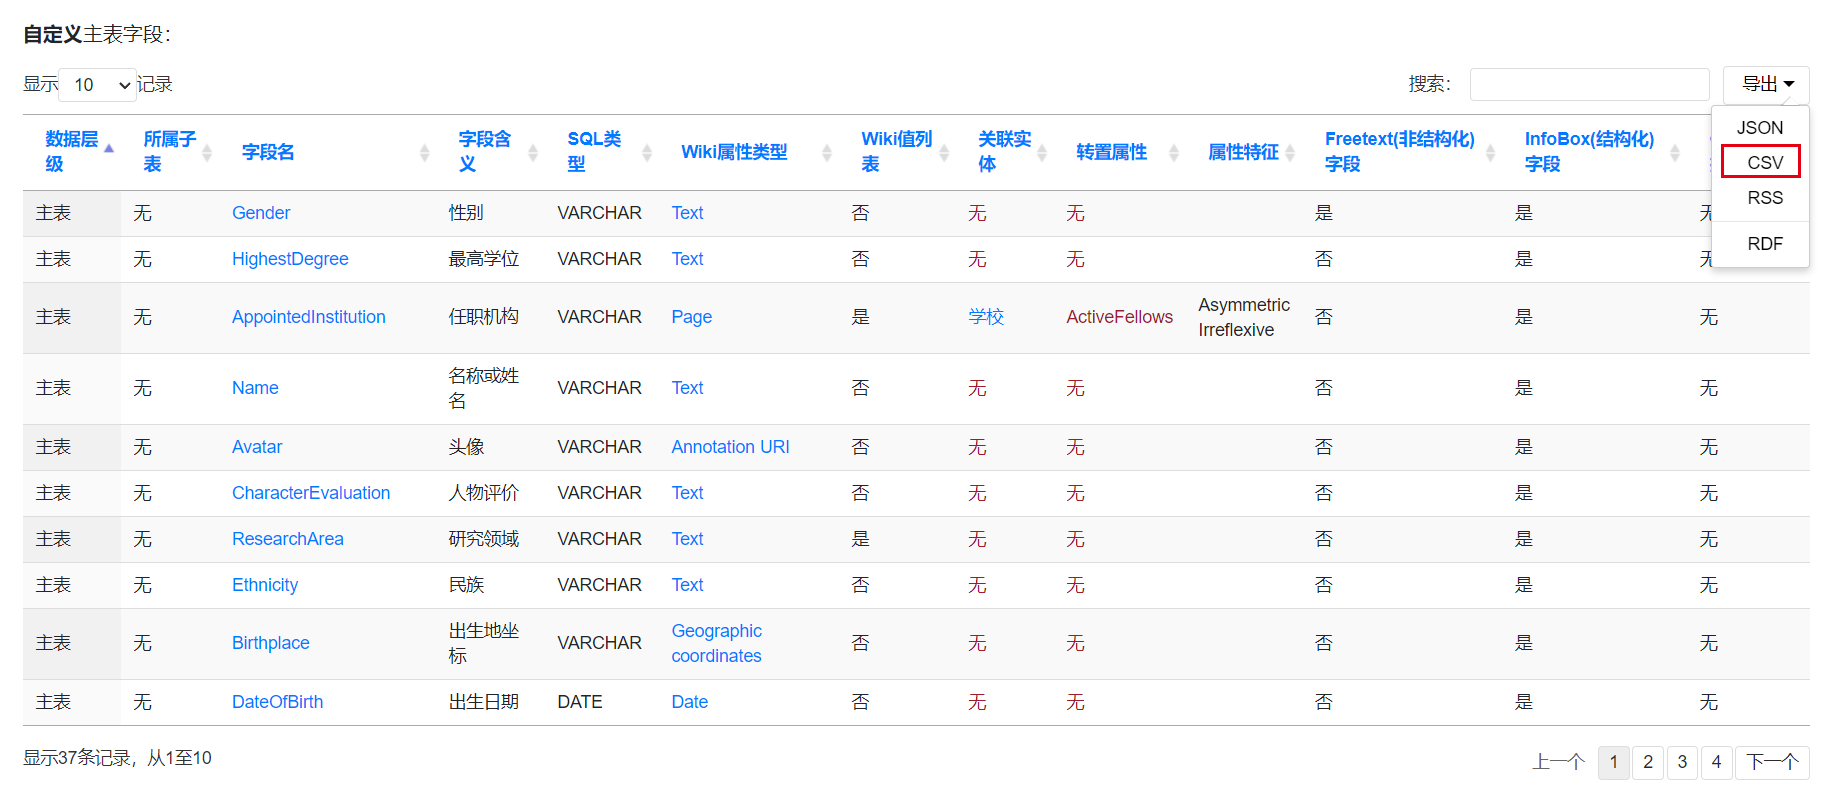 自定义主表字段：
显示 10 记录 搜索： 导出
JSON
CSV
RSS
RDF
数据层级 所属子表 字段名 字段含义 SQL类型 Wiki属性类型 Wiki值列表 关联实体 转置属性 属性特征 Freetext(非结构化)字段 InfoBox(结构化)字段
主表 无 Gender 性别 VARCHAR Text 否 无 无 是 是 无
主表 无 HighestDegree 最高学位 VARCHAR Text 否 无 无 否 是 无
主表 无 AppointedInstitution 任职机构 VARCHAR Page 是 学校 ActiveFellows Asymmetric Irreflexive 否 是 无
主表 无 Name 名称或姓名 VARCHAR Text 否 无 无 否 是 无
主表 无 Avatar 头像 VARCHAR Annotation URI 否 无 无 否 是 无
主表 无 CharacterEvaluation 人物评价 VARCHAR Text 否 无 无 否 是 无
主表 无 ResearchArea 研究领域 VARCHAR Text 是 无 无 否 是 无
主表 无 Ethnicity 民族 VARCHAR Text 否 无 无 否 是 无
主表 无 Birthplace 出生地坐标 VARCHAR Geographic coordinates 否 无 无 否 是 无
主表 无 DateOfBirth 出生日期 DATE Date 否 无 无 否 是 无
显示37条记录，从1至10 上一个 1 2 3 4 下一个